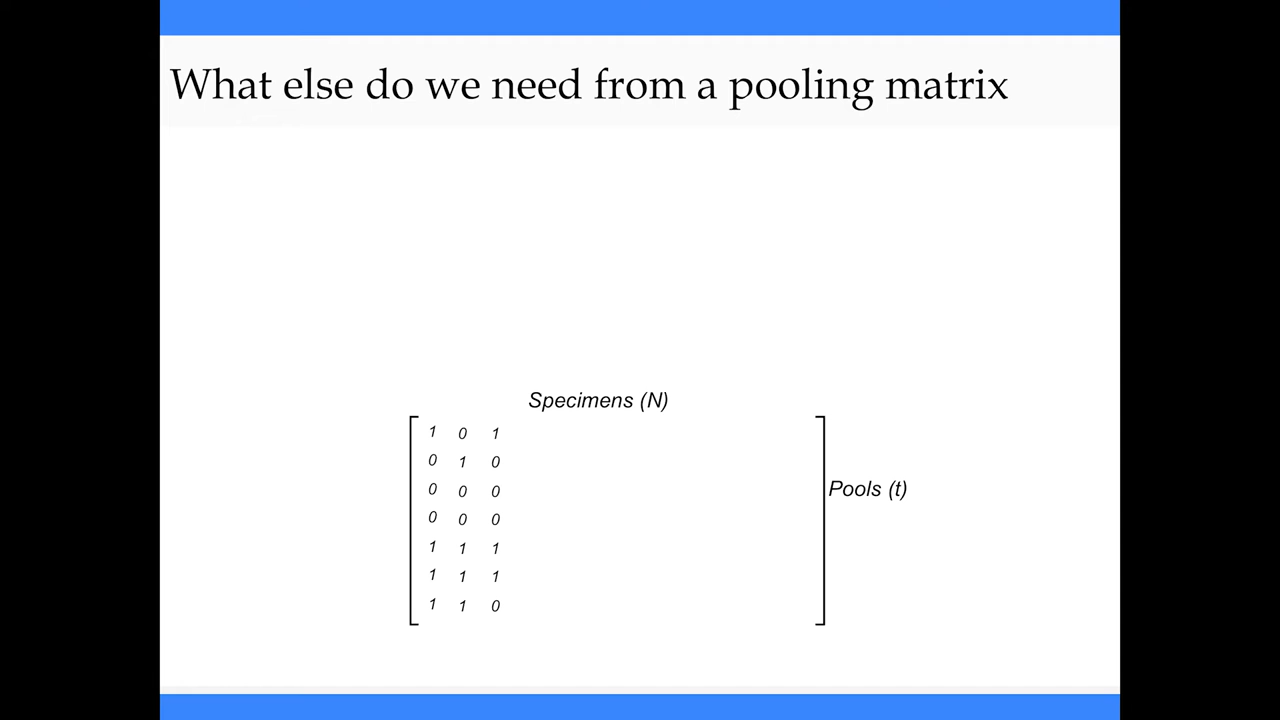 What else do we need from a pooling matrix
Specimens (N)
1 0 1
0 1 0
0 0 0
Pools (t)
0 0 0
1 1 1
1 1 1
1 1 0